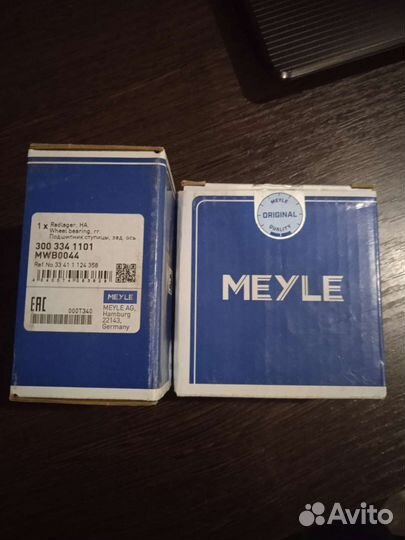 1 x Radlager, HA
Wheel bearing, rr.
Подшипник ступицы, зад. ось
300 334 1101
MWB0044
Ref.No.33 41 1 124 358
EAC
000T340
MEYLE
MEYLE AG,
Hamburg
22143,
Germany
MEYLE
ORIGINAL
QUALITY
MEYLE
Avito